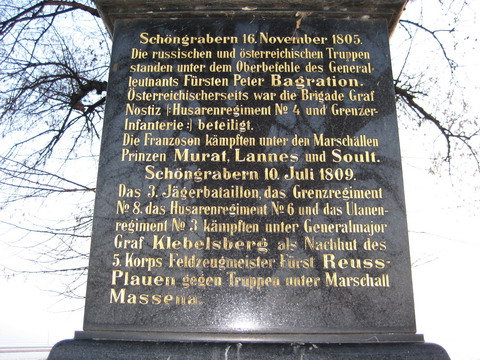 Schöngrabern 16. November 1805.
Die russischen und österreichischen Truppen
standen unter dem Oberbefehle des General-
leutnants Fürsten Peter Bagration.
Österreichischerseits war die Brigade Graf
Nostiz |: Husarenregiment № 4 und Grenzer-
Infanterie :| beteiligt.
Die Franzosen kämpften unter den Marschällen
Prinzen Murat, Lannes und Soult.
Schöngrabern 10. Juli 1809.
Das 3. Jägerbataillon, das Grenzregiment
№ 8, das Husarenregiment № 6 und das Ulanen-
regiment № 3 kämpften unter Generalmajor
Graf Klebelsberg als Nachhut des
5. Korps Feldzeugmeister Fürst Reuss-
Plauen gegen Truppen unter Marschall
Massena.